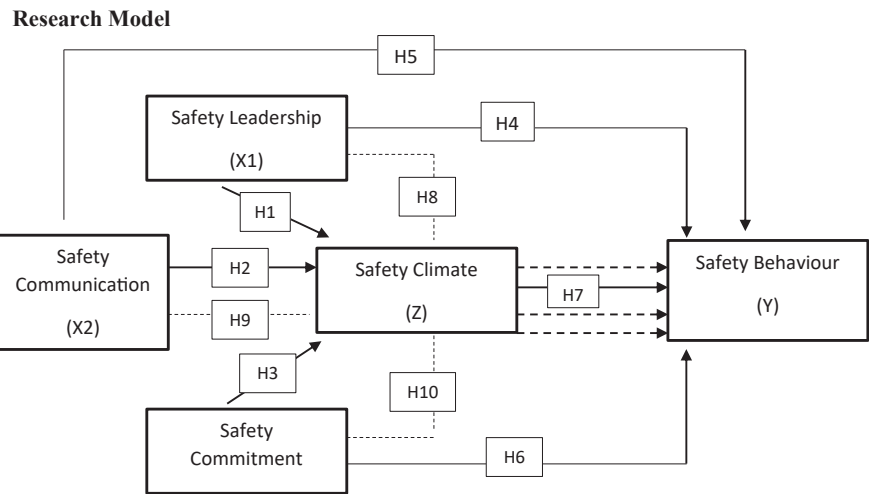 Research Model
H5
Safety Leadership
(X1)
H4
H1
H8
Safety
Communication
(X2)
H2
H9
Safety Climate
(Z)
H7
Safety Behaviour
(Y)
H3
H10
Safety
Commitment
H6